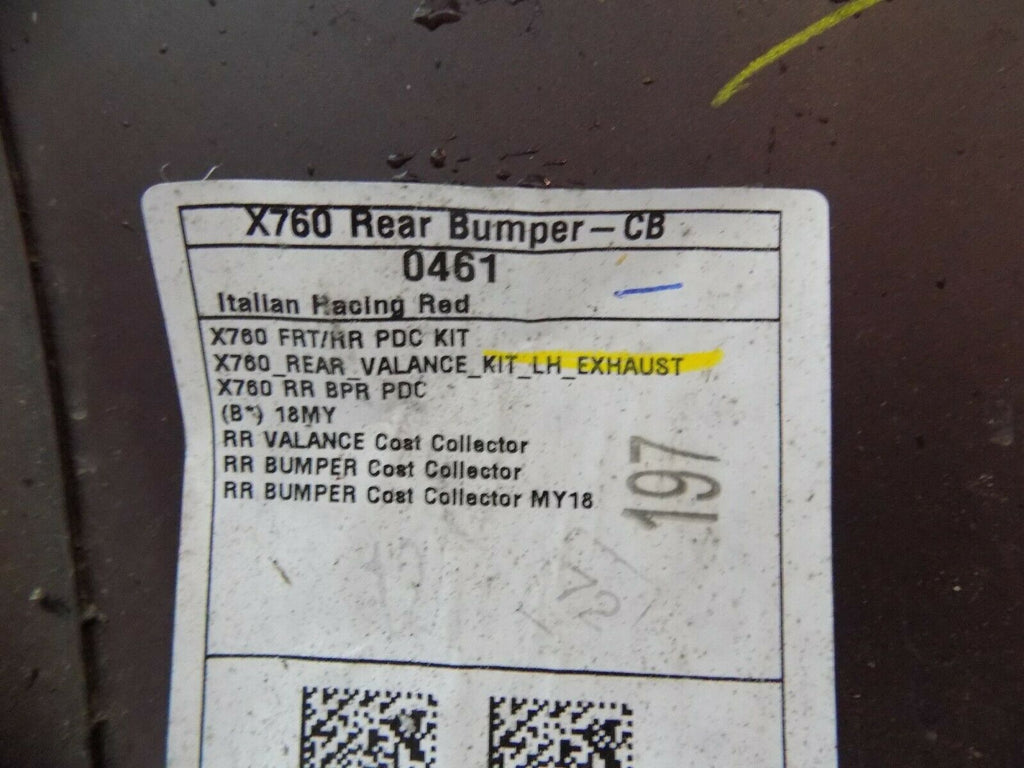 X760 Rear Bumper-CB
0461
Italian Racing Red
X760 FRT/RR PDC KIT
X760_REAR_VALANCE_KIT_LH_EXHAUST
X760 RR BPR PDC
(B*) 18MY
RR VALANCE Cost Collector
RR BUMPER Cost Collector
RR BUMPER Cost Collector MY18
197